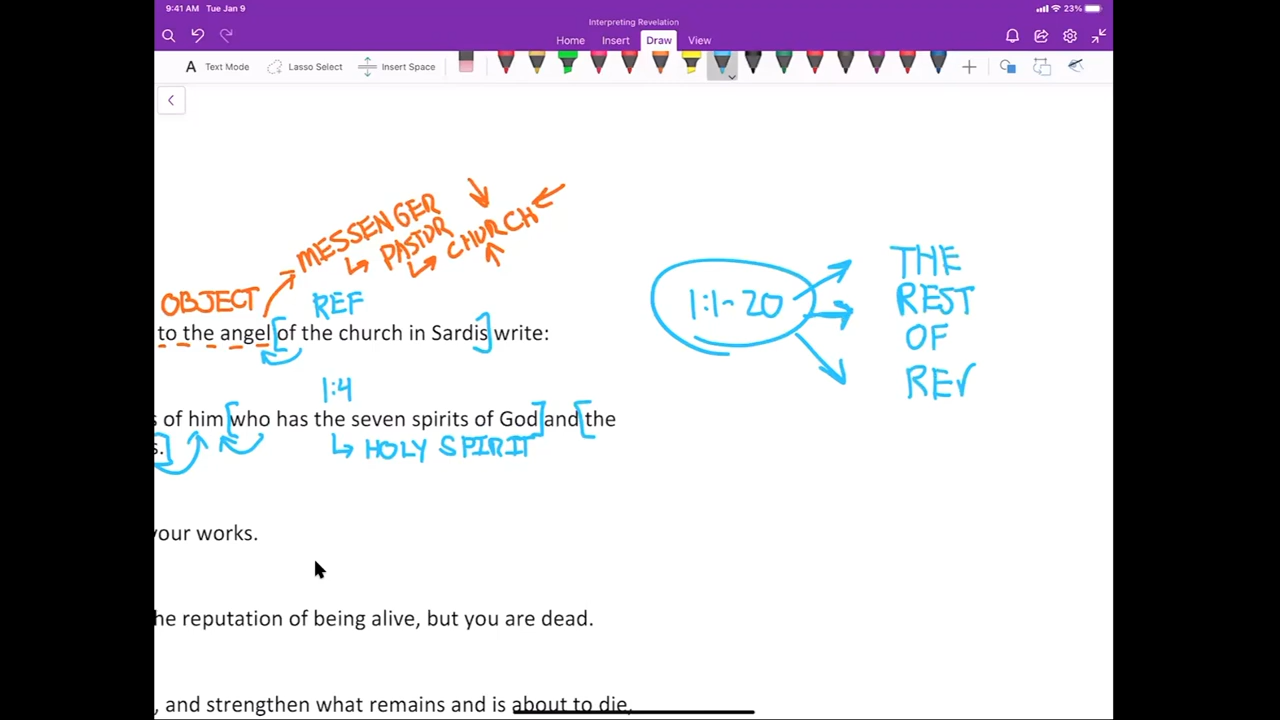 9:41 AM Tue Jan 9
23%
Interpreting Revelation
Home Insert Draw View
A Text Mode Lasso Select Insert Space
MESSENGER
PASTOR
CHURCH
OBJECT
REF
to the angel [of the church in Sardis] write:
1:4
s of him [who has the seven spirits of God] and [the
s.]
HOLY SPIRIT
your works.
he reputation of being alive, but you are dead.
, and strengthen what remains and is about to die,
1:1-20
THE
REST
OF
REV